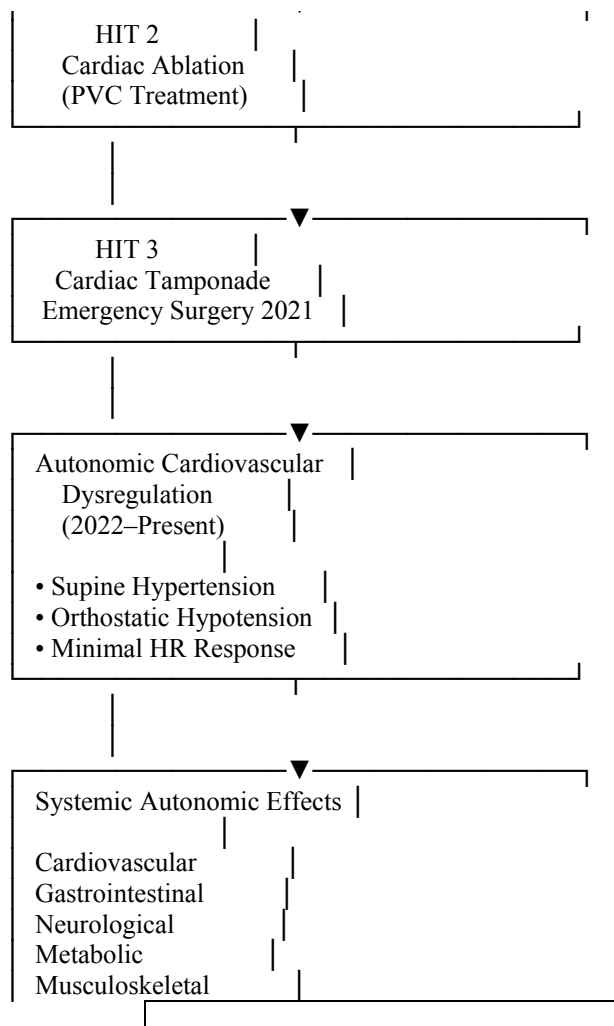 HIT 2
Cardiac Ablation
(PVC Treatment)
HIT 3
Cardiac Tamponade
Emergency Surgery 2021
Autonomic Cardiovascular
Dysregulation
(2022–Present)
• Supine Hypertension
• Orthostatic Hypotension
• Minimal HR Response
Systemic Autonomic Effects
Cardiovascular
Gastrointestinal
Neurological
Metabolic
Musculoskeletal